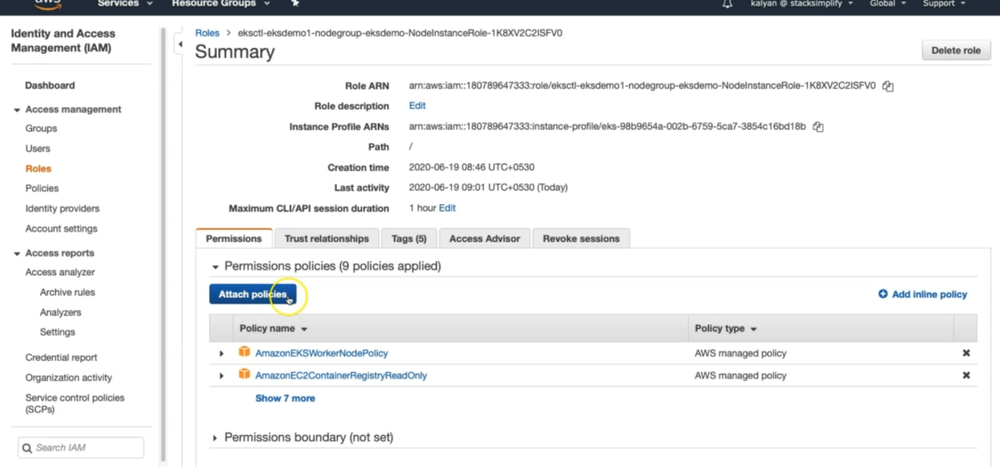 aws Services Resource Groups kalyan @ stacksimplify Global Support
Identity and Access
Management (IAM)
Dashboard
Access management
Groups
Users
Roles
Policies
Identity providers
Account settings
Access reports
Access analyzer
Archive rules
Analyzers
Settings
Credential report
Organization activity
Service control policies
(SCPs)
Search IAM
Roles > eksctl-eksdemo1-nodegroup-eksdemo-NodeInstanceRole-1K8XV2C2ISFV0
Summary
Delete role
Role ARN arn:aws:iam::180789647333:role/eksctl-eksdemo1-nodegroup-eksdemo-NodeInstanceRole-1K8XV2C2ISFV0
Role description Edit
Instance Profile ARNs arn:aws:iam::180789647333:instance-profile/eks-98b9654a-002b-6759-5ca7-3854c16bd18b
Path /
Creation time 2020-06-19 08:46 UTC+0530
Last activity 2020-06-19 09:01 UTC+0530 (Today)
Maximum CLI/API session duration 1 hour Edit
Permissions Trust relationships Tags (5) Access Advisor Revoke sessions
Permissions policies (9 policies applied)
Attach policies Add inline policy
Policy name Policy type
AmazonEKSWorkerNodePolicy AWS managed policy
AmazonEC2ContainerRegistryReadOnly AWS managed policy
Show 7 more
Permissions boundary (not set)